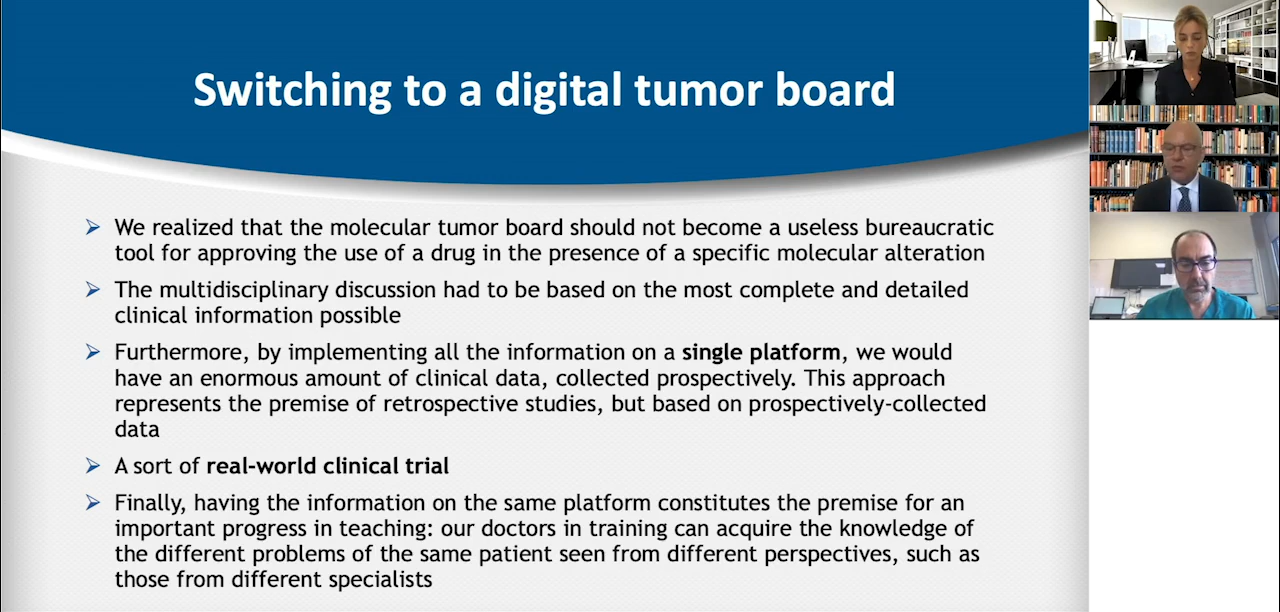 Switching to a digital tumor board
We realized that the molecular tumor board should not become a useless bureaucratic
tool for approving the use of a drug in the presence of a specific molecular alteration
The multidisciplinary discussion had to be based on the most complete and detailed
clinical information possible
Furthermore, by implementing all the information on a single platform, we would
have an enormous amount of clinical data, collected prospectively. This approach
represents the premise of retrospective studies, but based on prospectively-collected
data
A sort of real-world clinical trial
Finally, having the information on the same platform constitutes the premise for an
important progress in teaching: our doctors in training can acquire the knowledge of
the different problems of the same patient seen from different perspectives, such as
those from different specialists